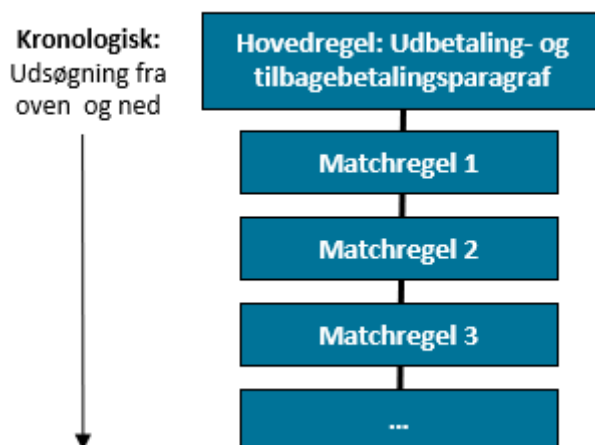 Kronologisk:
Udsøgning fra
oven og ned
Hovedregel: Udbetaling- og
tilbagebetalingsparagraf
Matchregel 1
Matchregel 2
Matchregel 3
...